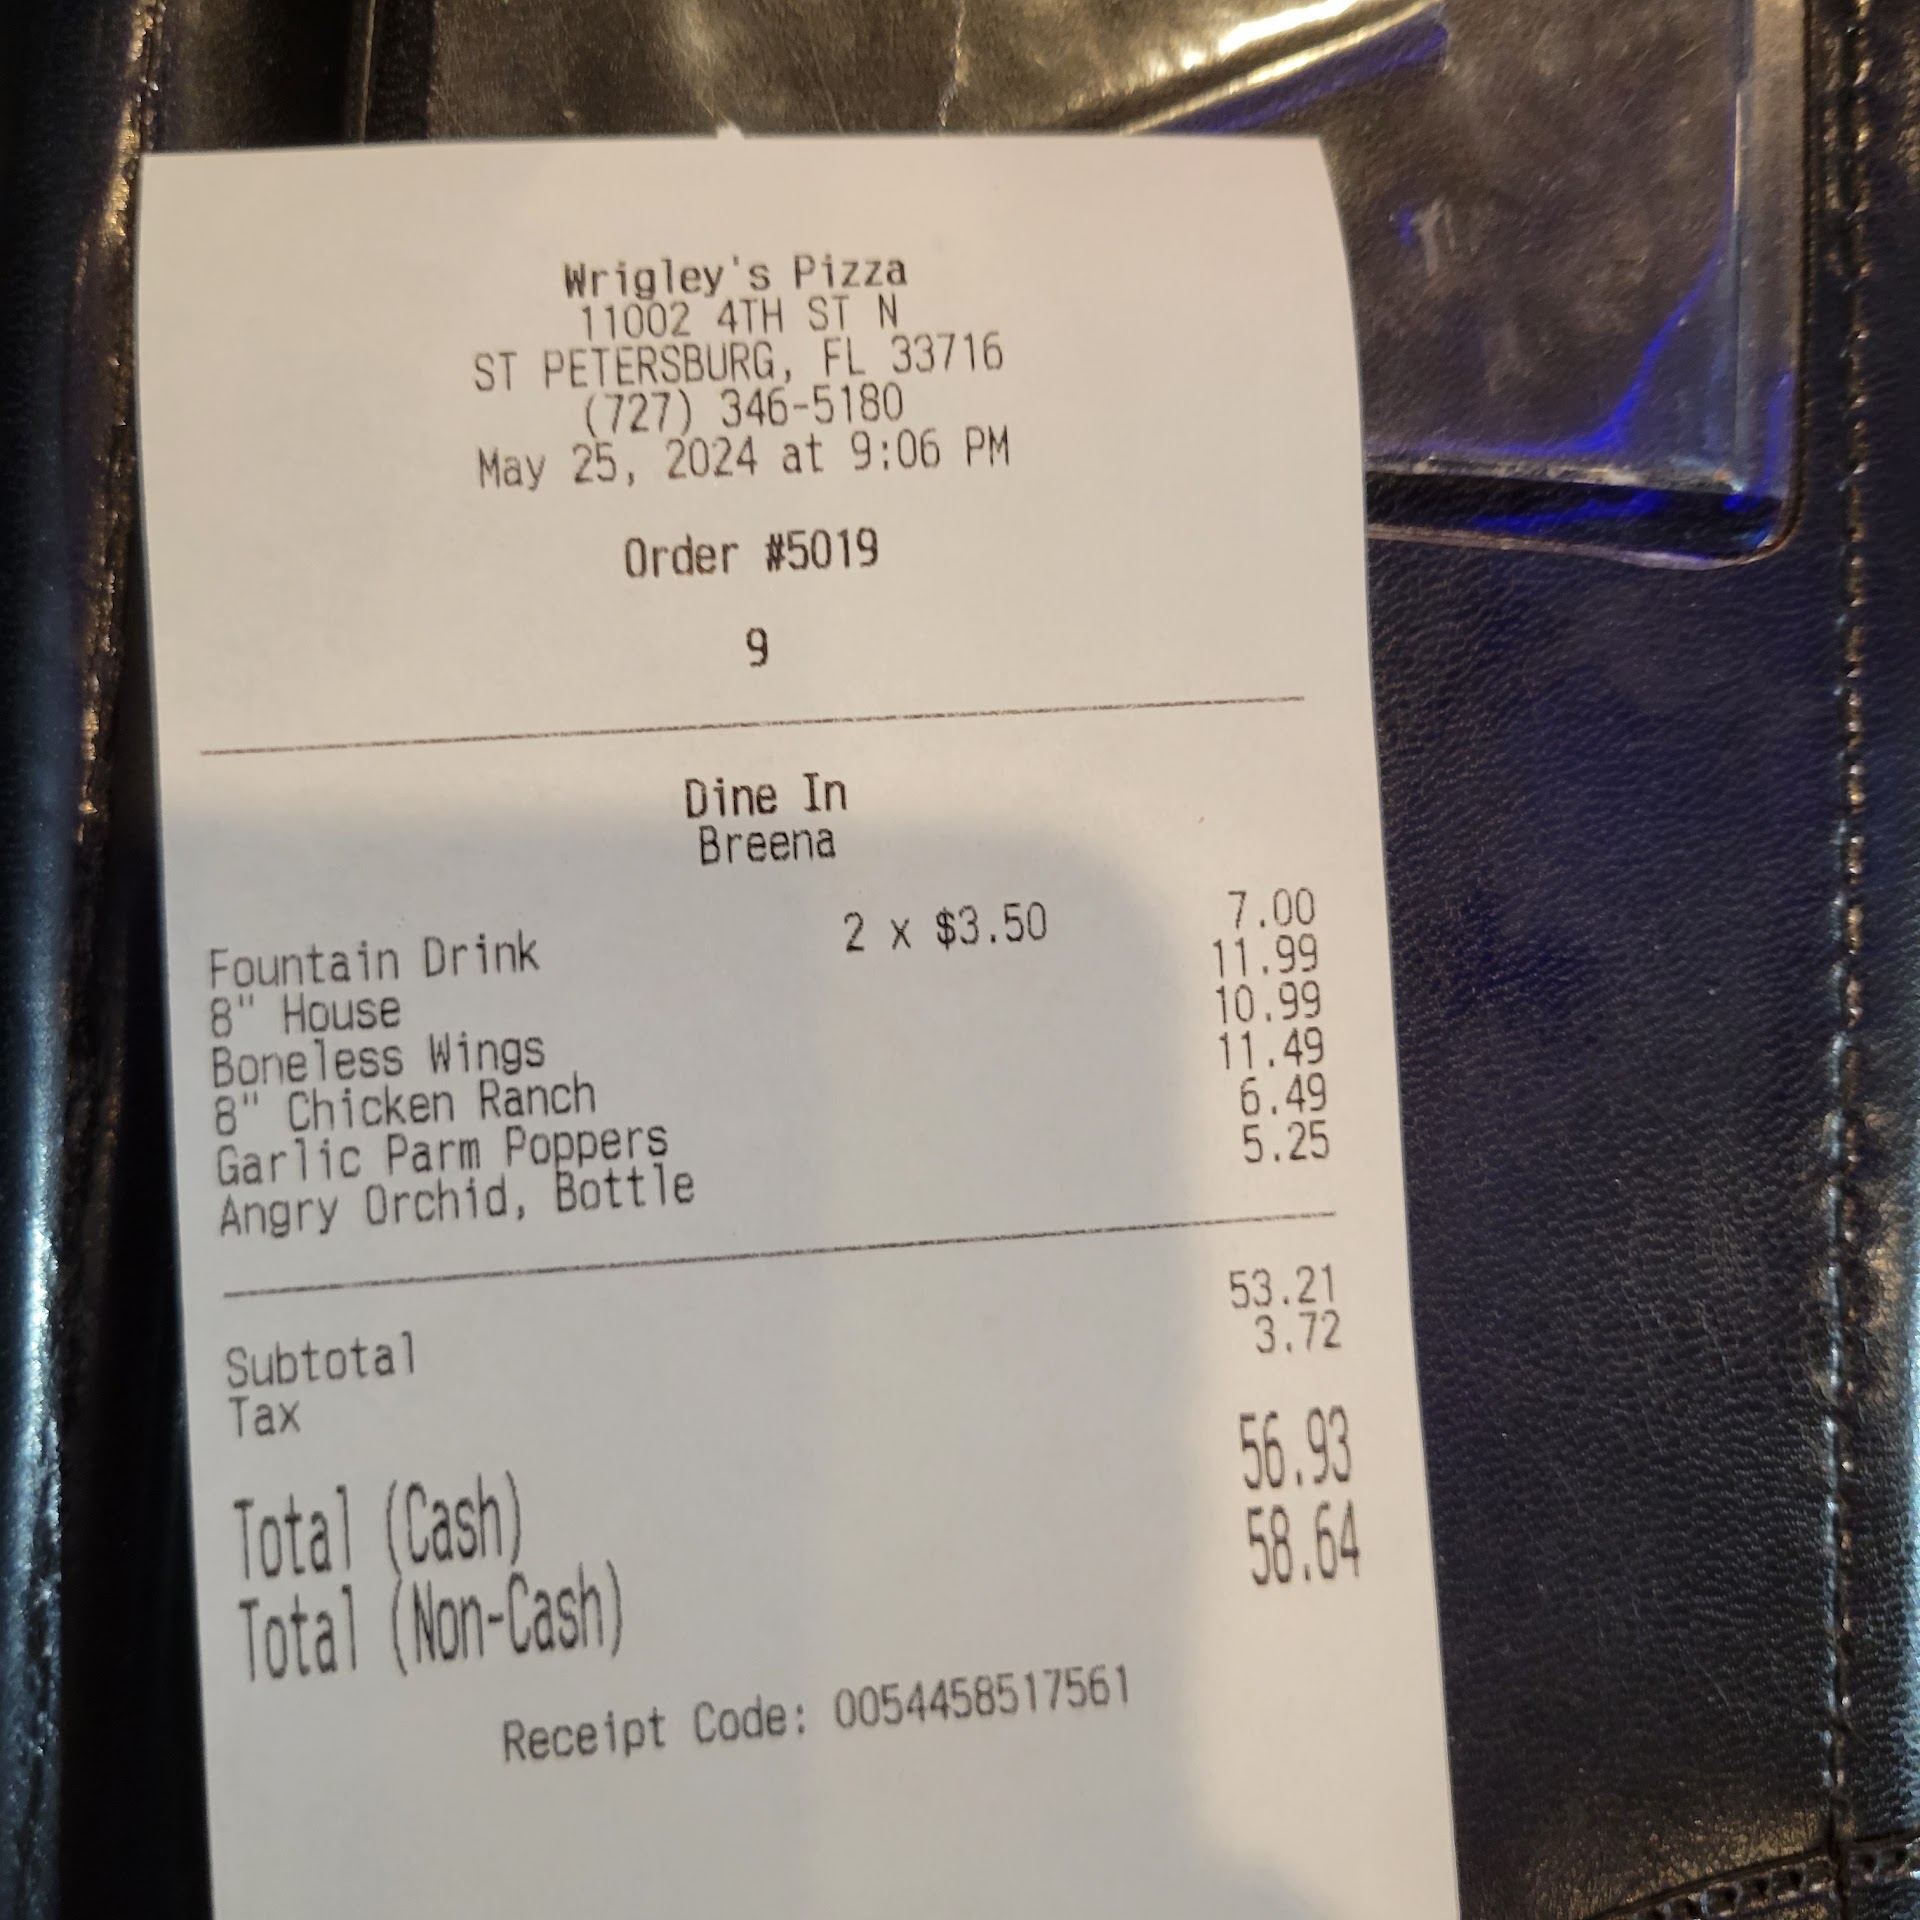 Wrigley's Pizza
11002 4TH ST N
ST PETERSBURG, FL 33716
(727) 346-5180
May 25, 2024 at 9:06 PM
Order #5019
9
Dine In
Breena
Fountain Drink 2 x $3.50 7.00
8" House 11.99
Boneless Wings 10.99
8" Chicken Ranch 11.49
Garlic Parm Poppers 6.49
Angry Orchid, Bottle 5.25
Subtotal 53.21
Tax 3.72
Total (Cash) 56.93
Total (Non-Cash) 58.64
Receipt Code: 0054458517561